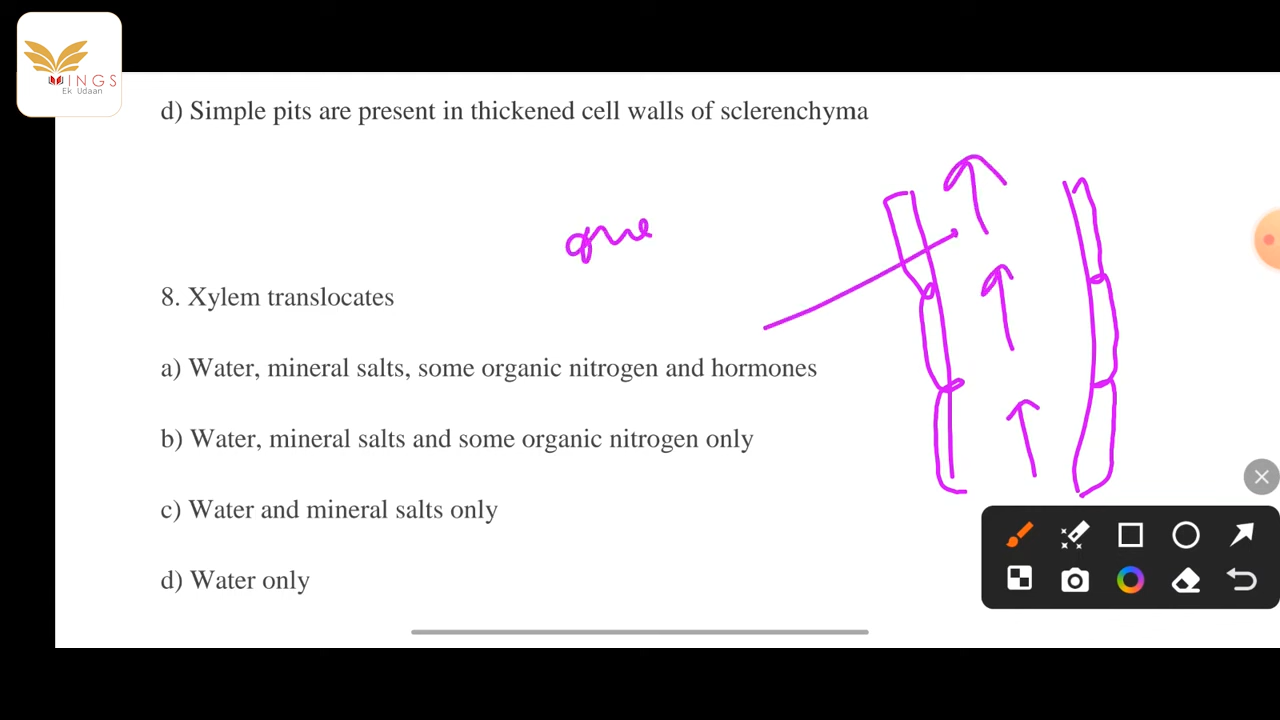 WINGS
Ek Udaan
d) Simple pits are present in thickened cell walls of sclerenchyma
8. Xylem translocates
a) Water, mineral salts, some organic nitrogen and hormones
b) Water, mineral salts and some organic nitrogen only
c) Water and mineral salts only
d) Water only